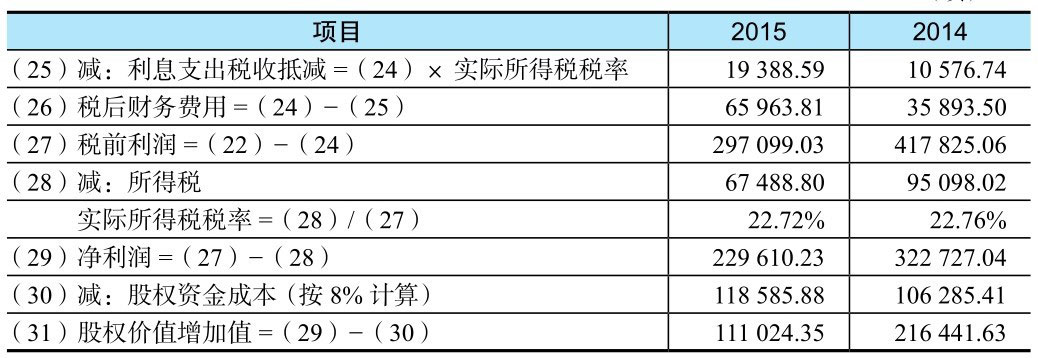 项目 2015 2014
（25）减：利息支出税收抵减 =（24）× 实际所得税税率 19 388.59 10 576.74
（26）税后财务费用 =（24）−（25） 65 963.81 35 893.50
（27）税前利润 =（22）−（24） 297 099.03 417 825.06
（28）减：所得税 67 488.80 95 098.02
实际所得税税率 =（28）/（27） 22.72% 22.76%
（29）净利润 =（27）−（28） 229 610.23 322 727.04
（30）减：股权资金成本（按 8% 计算） 118 585.88 106 285.41
（31）股权价值增加值 =（29）−（30） 111 024.35 216 441.63